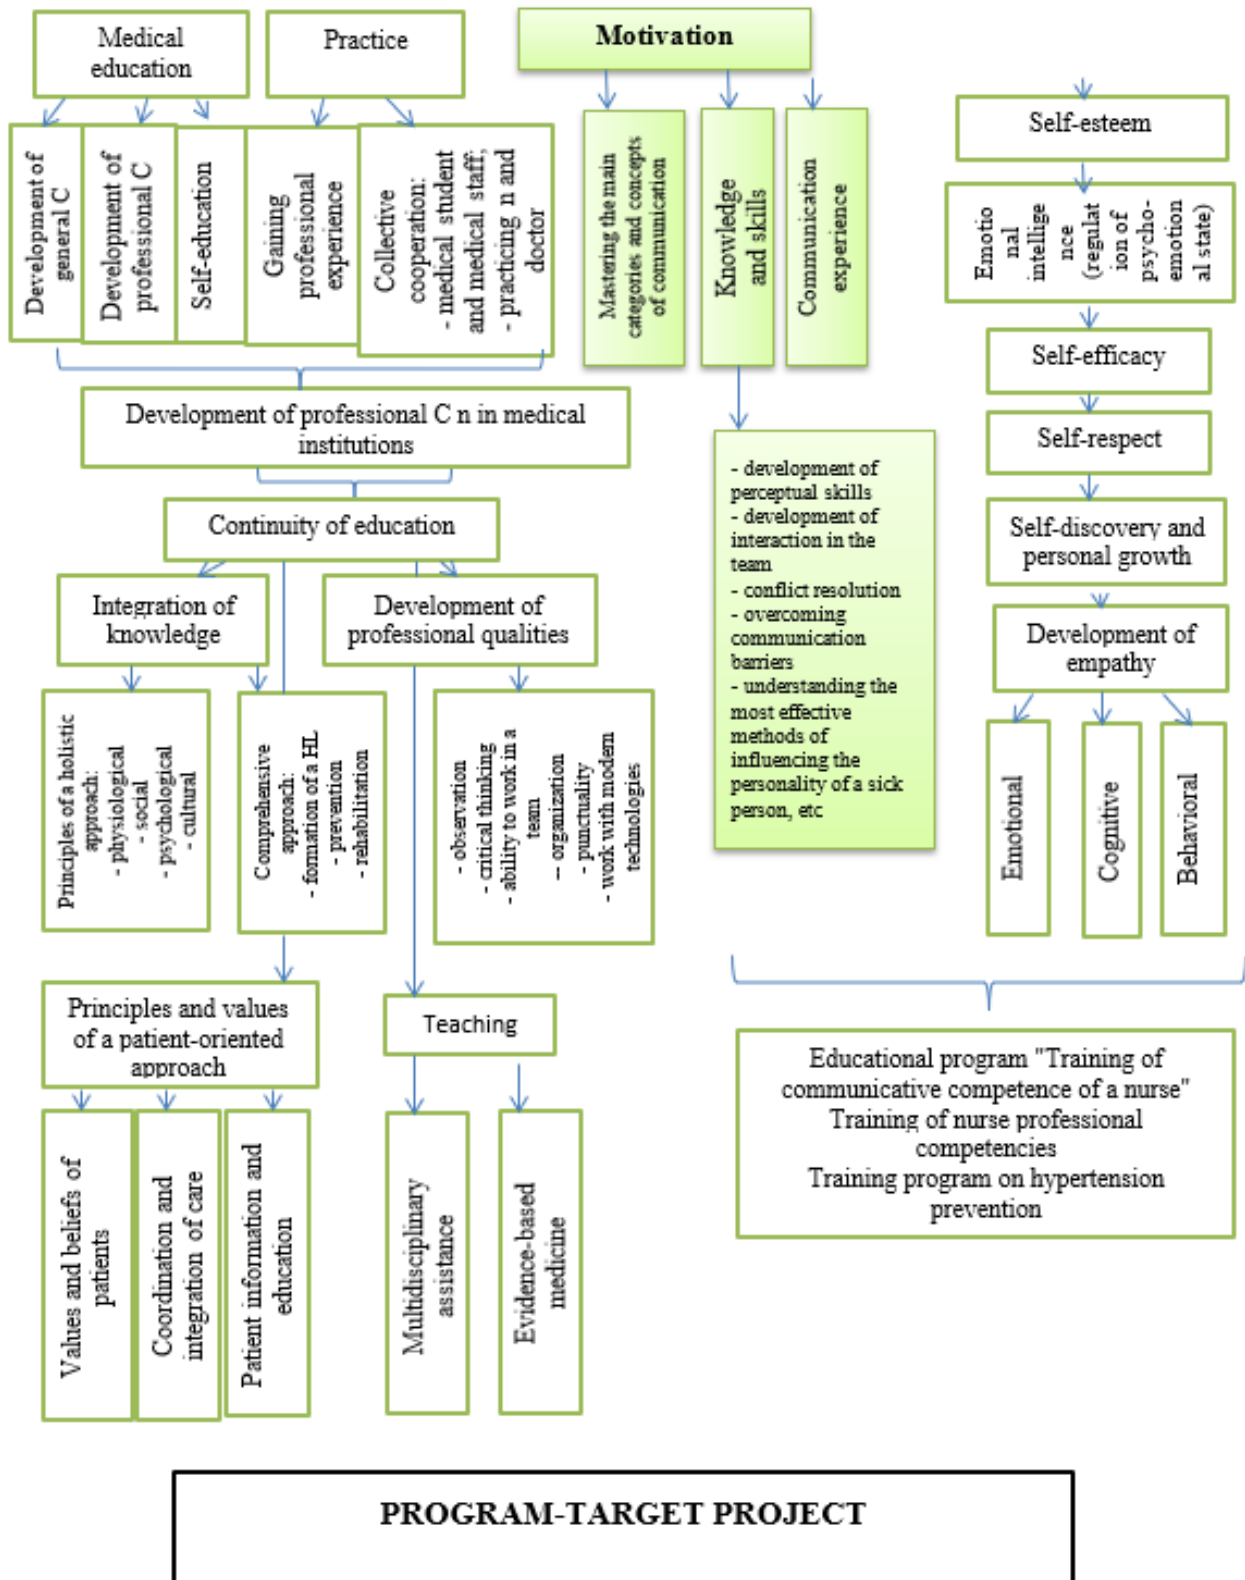 Medical
education
Practice
Motivation
Development of
general C
Development of
professional C
Self-education
Gaining
professional
experience
Collective
cooperation:
- medical student
and medical staff;
- practicing n and
doctor
Mastering the main
categories and concepts
of communication
Knowledge
and skills
Communication
experience
Self-esteem
Emotio
nal
intellige
nce
(regulat
ion of
psycho-
emotion
al state)
Self-efficacy
Self-respect
Self-discovery and
personal growth
Development of
empathy
Emotional
Cognitive
Behavioral
Development of professional C n in medical
institutions
Continuity of education
Integration of
knowledge
Development of
professional qualities
Principles of a holistic
approach:
- physiological
- social
- psychological
- cultural
Comprehensive
approach:
- formation of a HL
- prevention
- rehabilitation
- observation
- critical thinking
- ability to work in a
team
-- organization
- punctuality
- work with modern
technologies
- development of
perceptual skills
- development of
interaction in the
team
- conflict resolution
- overcoming
communication
barriers
- understanding the
most effective
methods of
influencing the
personality of a sick
person, etc
Principles and values
of a patient-oriented
approach
Teaching
Values and beliefs of
patients
Coordination and
integration of care
Patient information and
education
Multidisciplinary
assistance
Evidence-based
medicine
Educational program "Training of
communicative competence of a nurse"
Training of nurse professional
competencies
Training program on hypertension
prevention
PROGRAM-TARGET PROJECT